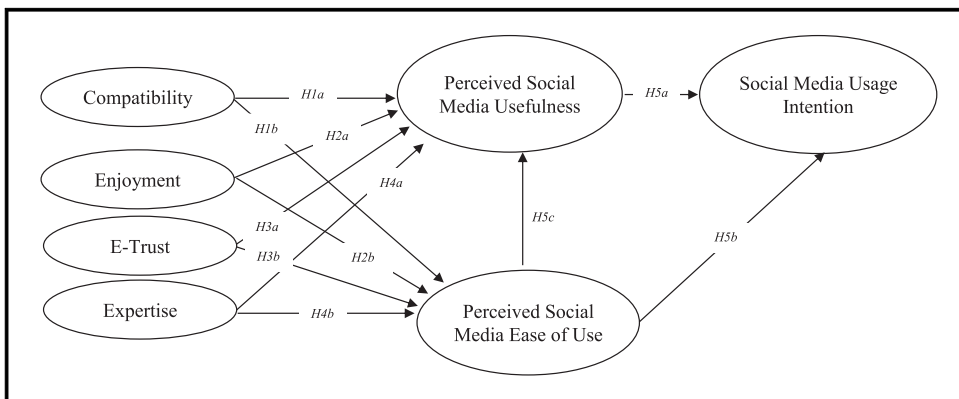 Compatibility
Enjoyment
E-Trust
Expertise
H1a
H1b
H2a
H4a
H3a
H3b
H2b
H4b
Perceived Social
Media Usefulness
H5c
Perceived Social
Media Ease of Use
H5a
H5b
Social Media Usage
Intention